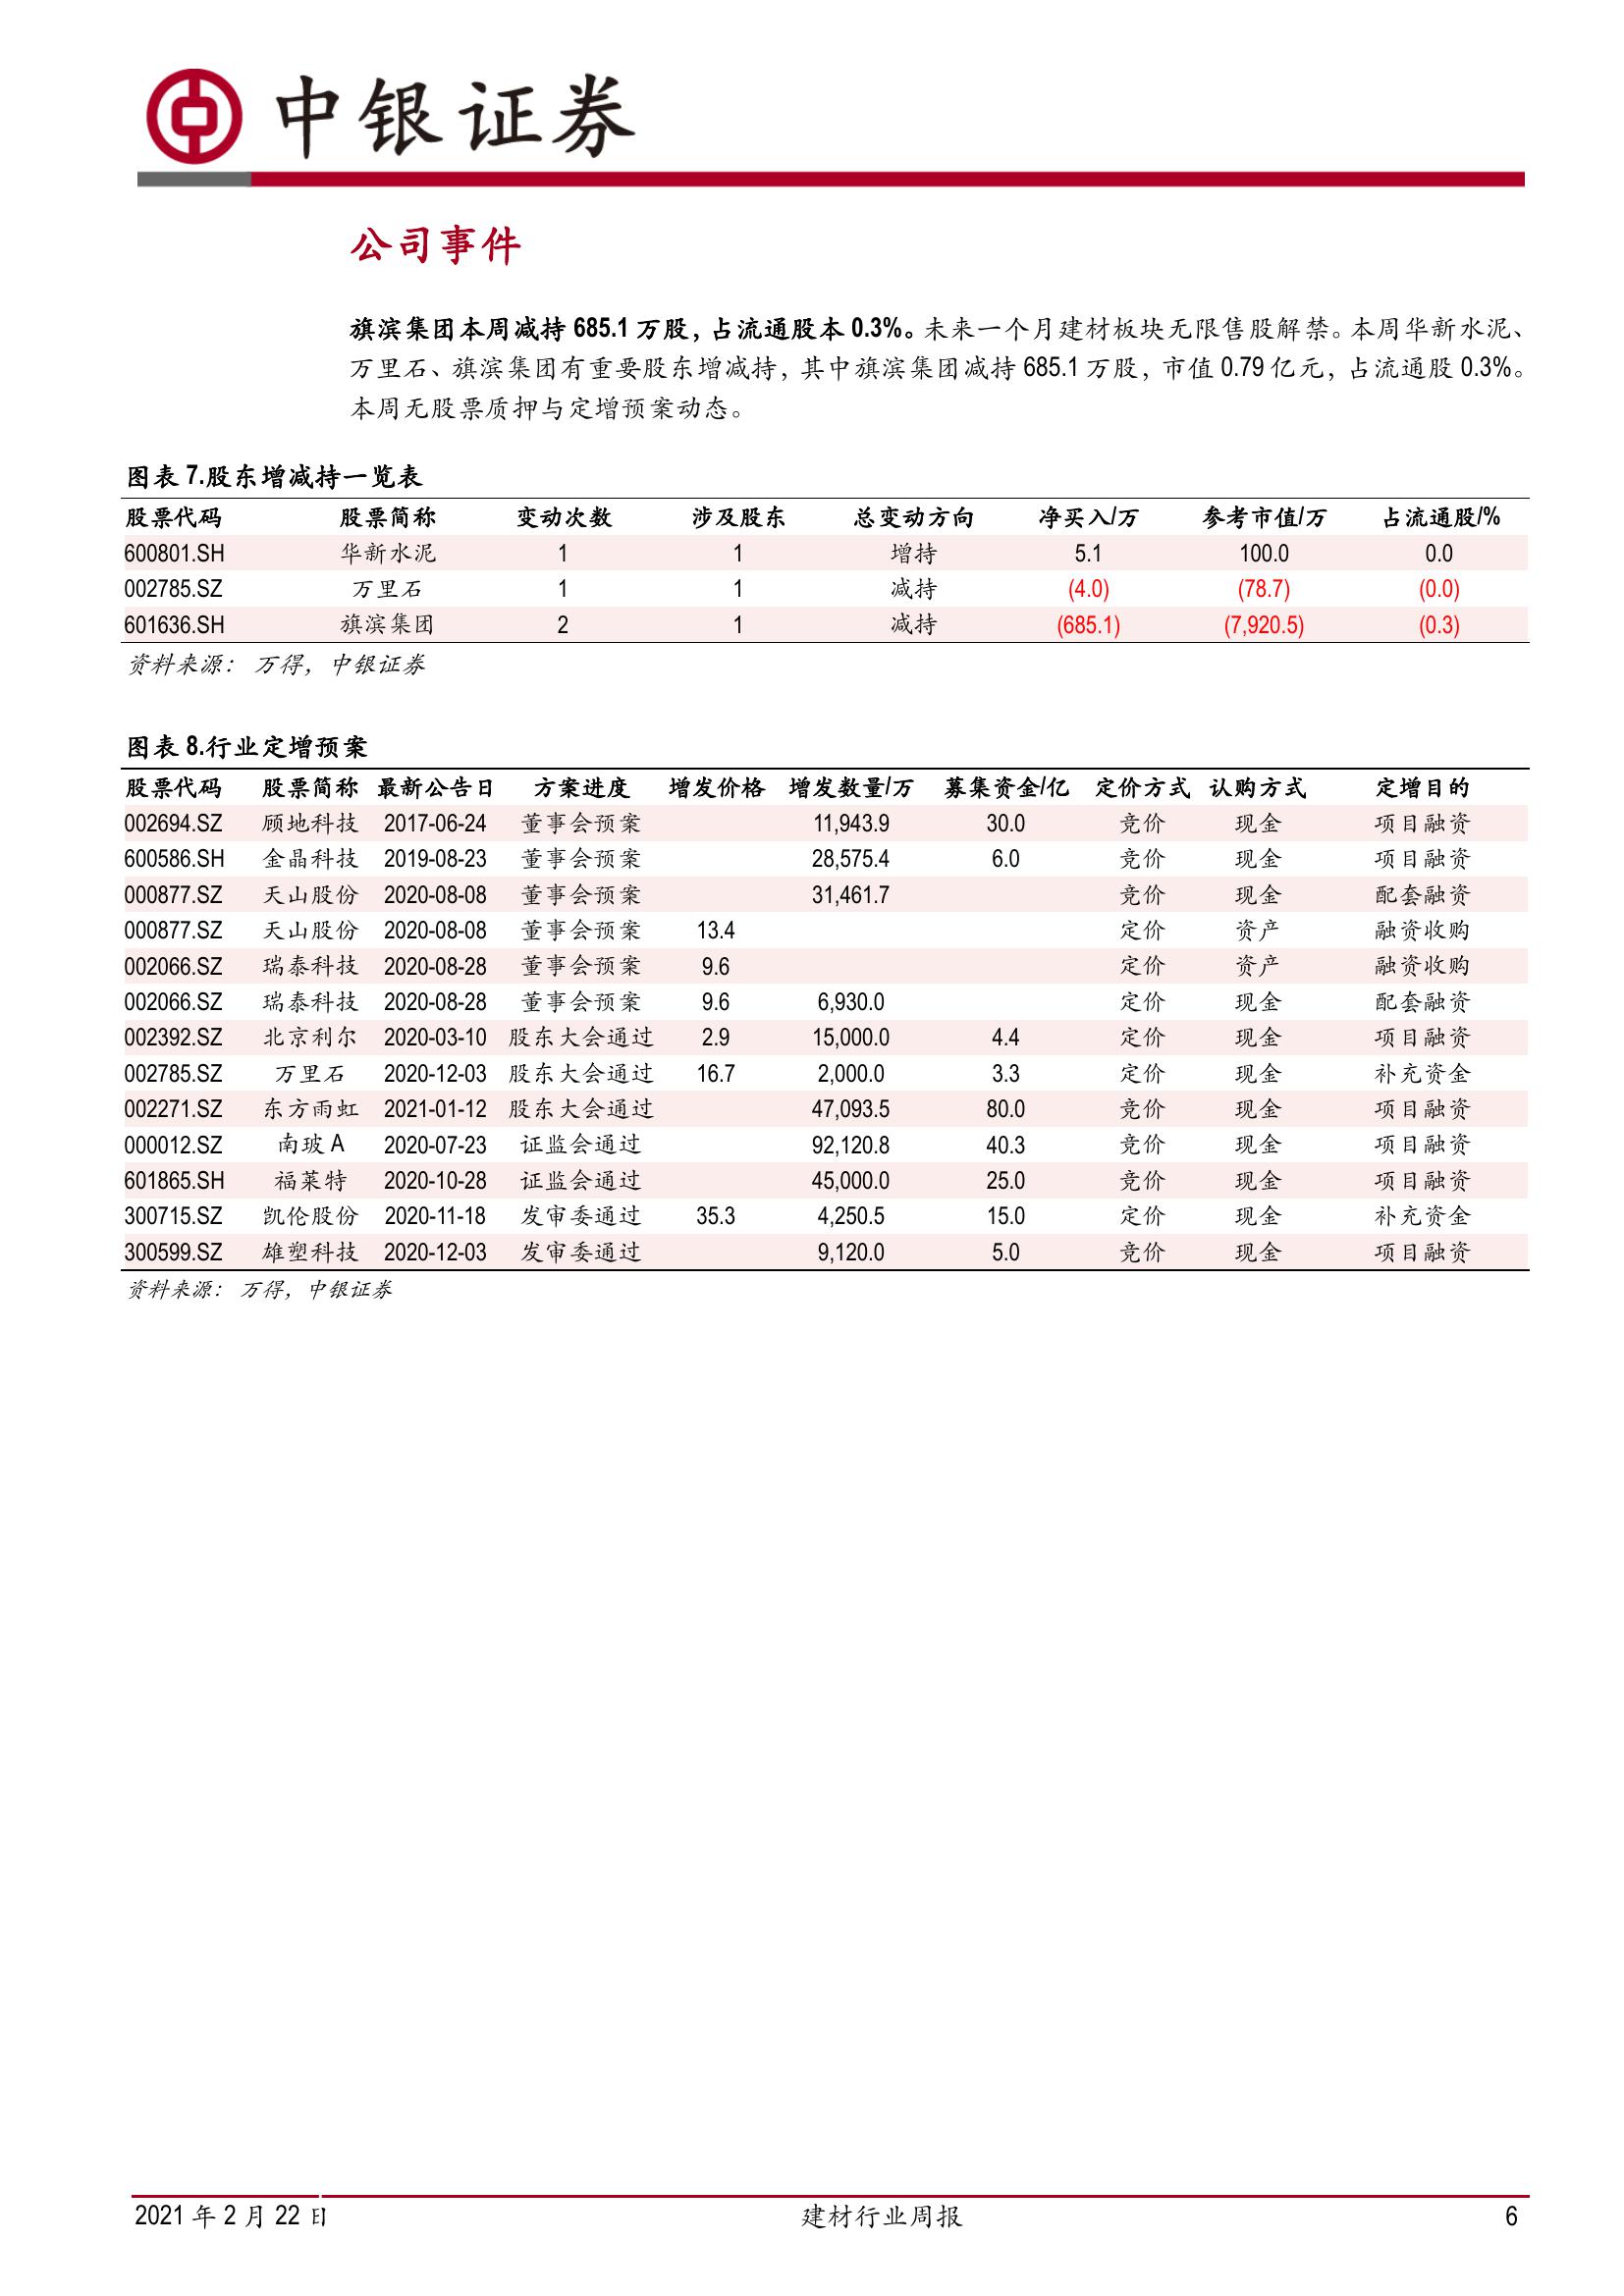 中银证券
公司事件
旗滨集团本周减持 685.1 万股，占流通股本 0.3%。未来一个月建材板块无限售股解禁。本周华新水泥、
万里石、旗滨集团有重要股东增减持，其中旗滨集团减持 685.1 万股，市值 0.79 亿元，占流通股 0.3%。
本周无股票质押与定增预案动态。
图表 7.股东增减持一览表
股票代码 股票简称 变动次数 涉及股东 总变动方向 净买入/万 参考市值/万 占流通股/%
600801.SH 华新水泥 1 1 增持 5.1 100.0 0.0
002785.SZ 万里石 1 1 减持 (4.0) (78.7) (0.0)
601636.SH 旗滨集团 2 1 减持 (685.1) (7,920.5) (0.3)
资料来源： 万得，中银证券
图表 8.行业定增预案
股票代码 股票简称 最新公告日 方案进度 增发价格 增发数量/万 募集资金/亿 定价方式 认购方式 定增目的
002694.SZ 顾地科技 2017-06-24 董事会预案 11,943.9 30.0 竞价 现金 项目融资
600586.SH 金晶科技 2019-08-23 董事会预案 28,575.4 6.0 竞价 现金 项目融资
000877.SZ 天山股份 2020-08-08 董事会预案 31,461.7 竞价 现金 配套融资
000877.SZ 天山股份 2020-08-08 董事会预案 13.4 定价 资产 融资收购
002066.SZ 瑞泰科技 2020-08-28 董事会预案 9.6 定价 资产 融资收购
002066.SZ 瑞泰科技 2020-08-28 董事会预案 9.6 6,930.0 定价 现金 配套融资
002392.SZ 北京利尔 2020-03-10 股东大会通过 2.9 15,000.0 4.4 定价 现金 项目融资
002785.SZ 万里石 2020-12-03 股东大会通过 16.7 2,000.0 3.3 定价 现金 补充资金
002271.SZ 东方雨虹 2021-01-12 股东大会通过 47,093.5 80.0 竞价 现金 项目融资
000012.SZ 南玻 A 2020-07-23 证监会通过 92,120.8 40.3 竞价 现金 项目融资
601865.SH 福莱特 2020-10-28 证监会通过 45,000.0 25.0 竞价 现金 项目融资
300715.SZ 凯伦股份 2020-11-18 发审委通过 35.3 4,250.5 15.0 定价 现金 补充资金
300599.SZ 雄塑科技 2020-12-03 发审委通过 9,120.0 5.0 竞价 现金 项目融资
资料来源： 万得，中银证券
2021 年 2 月 22 日 建材行业周报 6